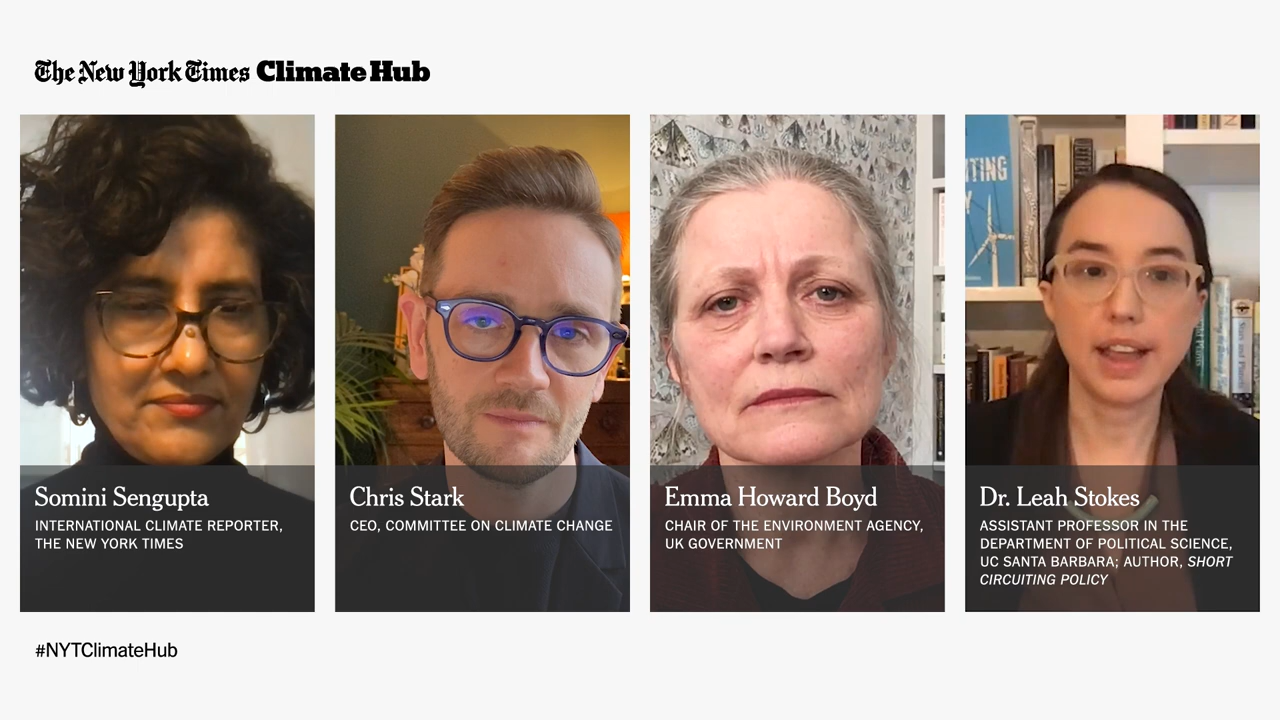 The New York Times Climate Hub
ITING
Y
Somini Sengupta
INTERNATIONAL CLIMATE REPORTER,
THE NEW YORK TIMES
Chris Stark
CEO, COMMITTEE ON CLIMATE CHANGE
Emma Howard Boyd
CHAIR OF THE ENVIRONMENT AGENCY,
UK GOVERNMENT
Dr. Leah Stokes
ASSISTANT PROFESSOR IN THE
DEPARTMENT OF POLITICAL SCIENCE,
UC SANTA BARBARA; AUTHOR, SHORT
CIRCUITING POLICY
#NYTClimateHub